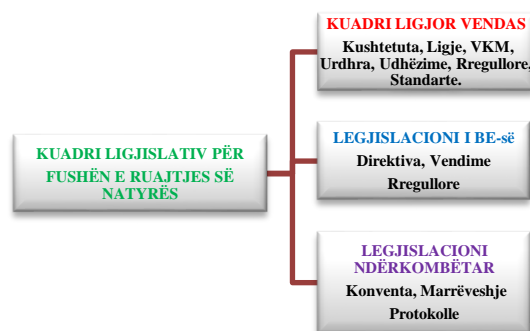 KUADRI LIGJISLATIV PËR
FUSHËN E RUAJTJES SË
NATYRËS
KUADRI LIGJOR VENDAS
Kushtetuta, Ligje, VKM,
Urdhra, Udhëzime, Rregullore,
Standarte.
LEGJISLACIONI I BE-së
Direktiva, Vendime
Rregullore
LEGJISLACIONI
NDËRKOMBËTAR
Konventa, Marrëveshje
Protokolle